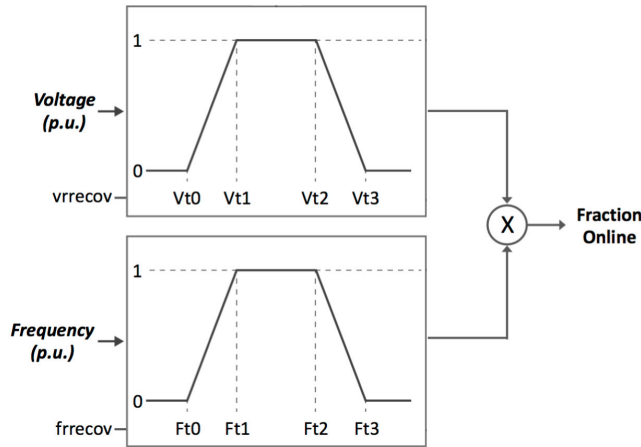 1
Voltage
(p.u.)
0
vrrecov
Vt0 Vt1 Vt2 Vt3
X
Fraction
Online
1
Frequency
(p.u.)
0
frrecov
Ft0 Ft1 Ft2 Ft3